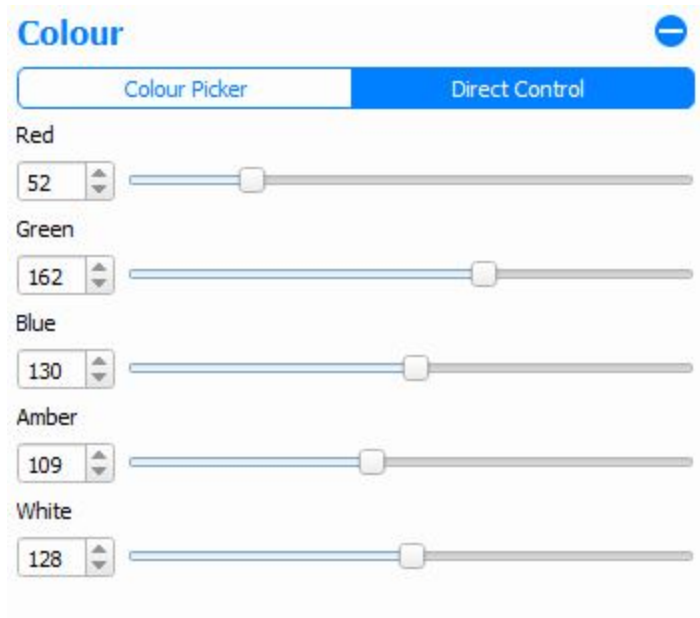 Colour
Colour Picker Direct Control
Red
52
Green
162
Blue
130
Amber
109
White
128